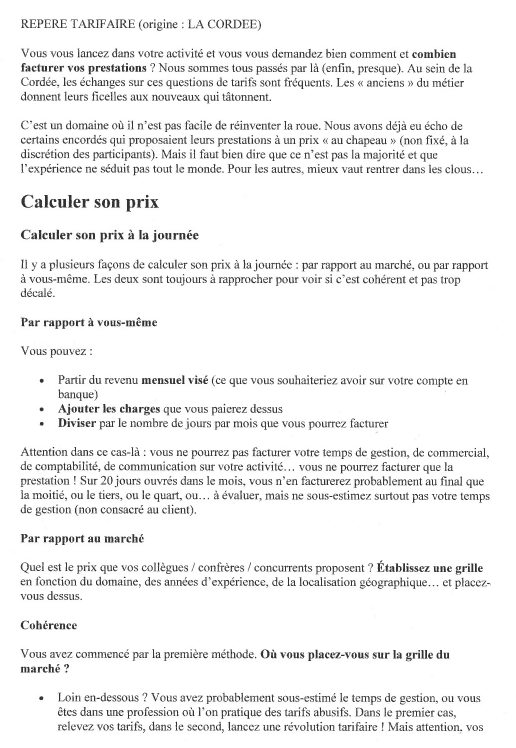 REPERE TARIFAIRE (origine : LA CORDEE)
Vous vous lancez dans votre activité et vous vous demandez bien comment et combien
facturer vos prestations ? Nous sommes tous passés par là (enfin, presque). Au sein de la
Cordée, les échanges sur ces questions de tarifs sont fréquents. Les « anciens » du métier
donnent leurs ficelles aux nouveaux qui tâtonnent.
C'est un domaine où il n'est pas facile de réinventer la roue. Nous avons déjà eu écho de
certains encordés qui proposaient leurs prestations à un prix « au chapeau » (non fixé, à la
discrétion des participants). Mais il faut bien dire que ce n'est pas la majorité et que
l'expérience ne séduit pas tout le monde. Pour les autres, mieux vaut rentrer dans les clous…
Calculer son prix
Calculer son prix à la journée
Il y a plusieurs façons de calculer son prix à la journée : par rapport au marché, ou par rapport
à vous-même. Les deux sont toujours à rapprocher pour voir si c'est cohérent et pas trop
décalé.
Par rapport à vous-même
Vous pouvez :
• Partir du revenu mensuel visé (ce que vous souhaiteriez avoir sur votre compte en
banque)
• Ajouter les charges que vous paierez dessus
• Diviser par le nombre de jours par mois que vous pourrez facturer
Attention dans ce cas-là : vous ne pourrez pas facturer votre temps de gestion, de commercial,
de comptabilité, de communication sur votre activité… vous ne pourrez facturer que la
prestation ! Sur 20 jours ouvrés dans le mois, vous n'en facturerez probablement au final que
la moitié, ou le tiers, ou le quart, ou… à évaluer, mais ne sous-estimez surtout pas votre temps
de gestion (non consacré au client).
Par rapport au marché
Quel est le prix que vos collègues / confrères / concurrents proposent ? Établissez une grille
en fonction du domaine, des années d'expérience, de la localisation géographique… et placez-
vous dessus.
Cohérence
Vous avez commencé par la première méthode. Où vous placez-vous sur la grille du
marché ?
• Loin en-dessous ? Vous avez probablement sous-estimé le temps de gestion, ou vous
êtes dans une profession où l'on pratique des tarifs abusifs. Dans le premier cas,
relevez vos tarifs, dans le second, lancez une révolution tarifaire ! Mais attention, vos